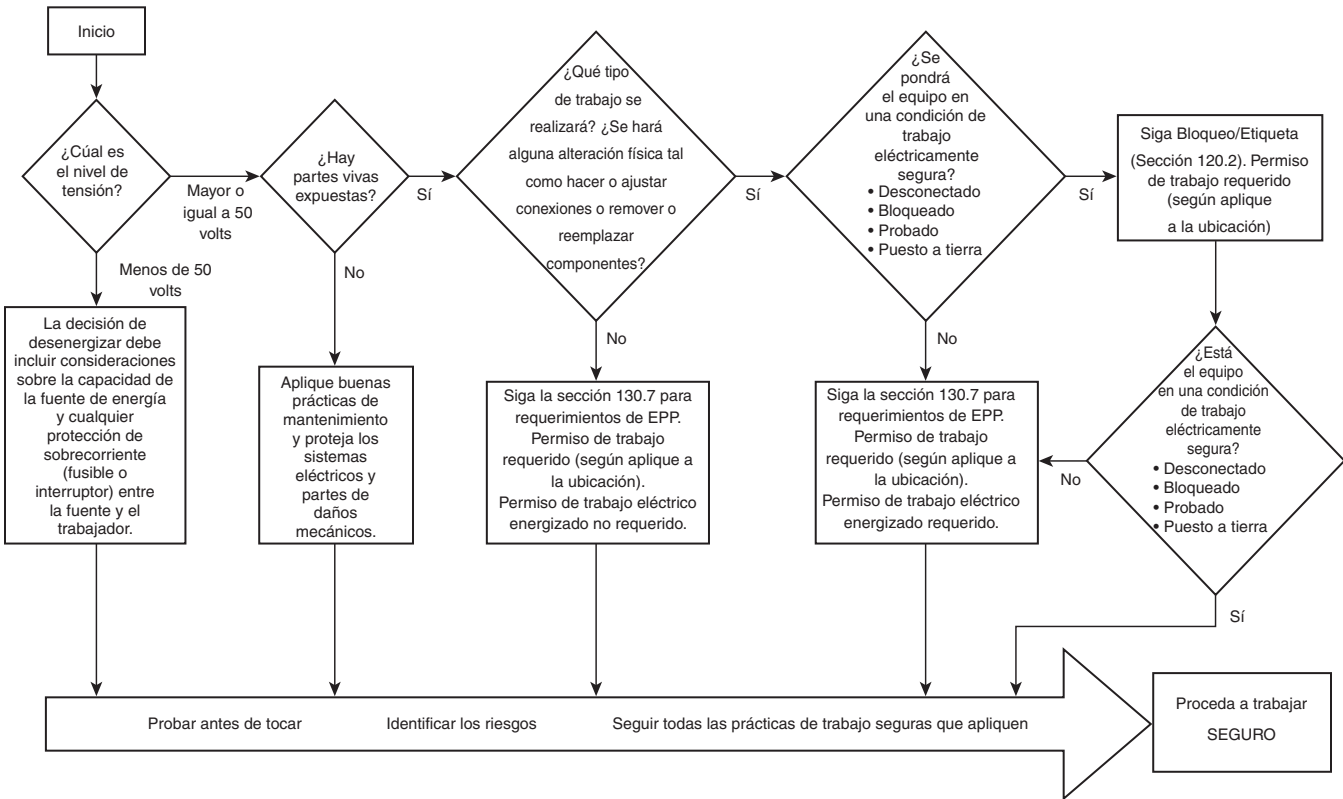 Inicio
¿Cúal es
el nivel de
tensión?
Mayor o
igual a 50
volts
Menos de 50
volts
La decisión de
desenergizar debe
incluir consideraciones
sobre la capacidad de
la fuente de energía
y cualquier
protección de
sobrecorriente
(fusible o
interruptor) entre
la fuente y el
trabajador.
¿Hay
partes vivas
expuestas?
Sí
No
Aplique buenas
prácticas de
mantenimiento
y proteja los
sistemas
eléctricos y
partes de
daños
mecánicos.
¿Qué tipo
de trabajo se
realizará? ¿Se hará
alguna alteración física tal
como hacer o ajustar
conexiones o remover o
reemplazar
componentes?
Sí
No
Siga la sección 130.7 para
requerimientos de EPP.
Permiso de trabajo
requerido (según aplique a
la ubicación).
Permiso de trabajo eléctrico
energizado no requerido.
¿Se
pondrá
el equipo en
una condición de
trabajo
eléctricamente
segura?
• Desconectado
• Bloqueado
• Probado
• Puesto a tierra
Sí
No
Siga la sección 130.7 para
requerimientos de EPP.
Permiso de trabajo
requerido (según aplique a
la ubicación).
Permiso de trabajo eléctrico
energizado requerido.
Siga Bloqueo/Etiqueta
(Sección 120.2). Permiso
de trabajo requerido
(según aplique
a la ubicación)
¿Está
el equipo
en una condición
de trabajo
eléctricamente
segura?
• Desconectado
• Bloqueado
• Probado
• Puesto a tierra
No
Sí
Probar antes de tocar Identificar los riesgos Seguir todas las prácticas de trabajo seguras que apliquen
Proceda a trabajar
SEGURO